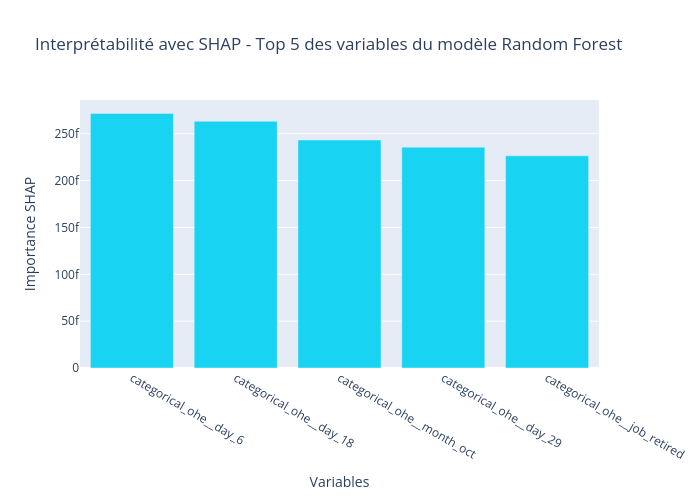 Interprétabilité avec SHAP - Top 5 des variables du modèle Random Forest
Importance SHAP
250f
200f
150f
100f
50f
0
categorical_ohe__day_6
categorical_ohe__day_18
categorical_ohe__month_oct
categorical_ohe__day_29
categorical_ohe__job_retired
Variables